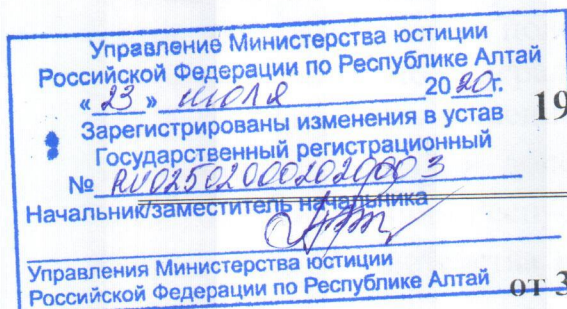 Управление Министерства юстиции
Российской Федерации по Республике Алтай
« 23 » июля 2020г.
Зарегистрированы изменения в устав
19
Государственный регистрационный
№ RU025020002020003
Начальник/заместитель начальника
Управления Министерства юстиции
Российской Федерации по Республике Алтай
от 3